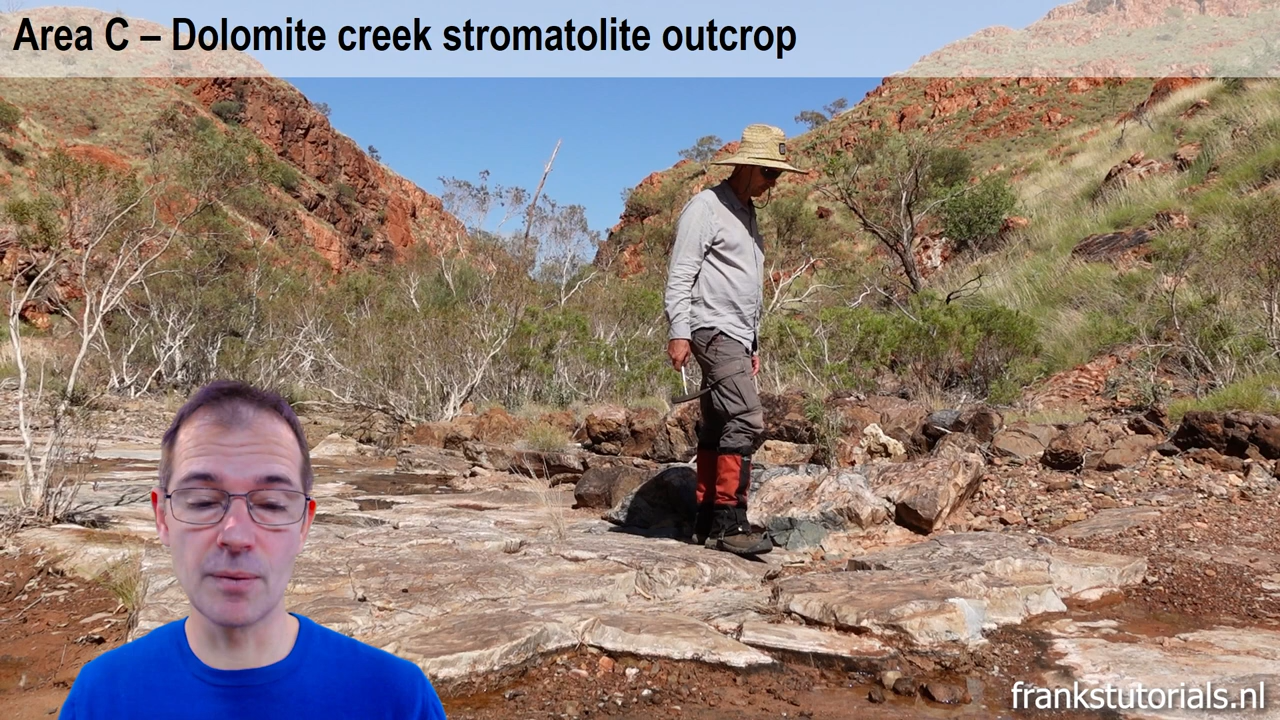 Area C – Dolomite creek stromatolite outcrop
frankstutorials.nl